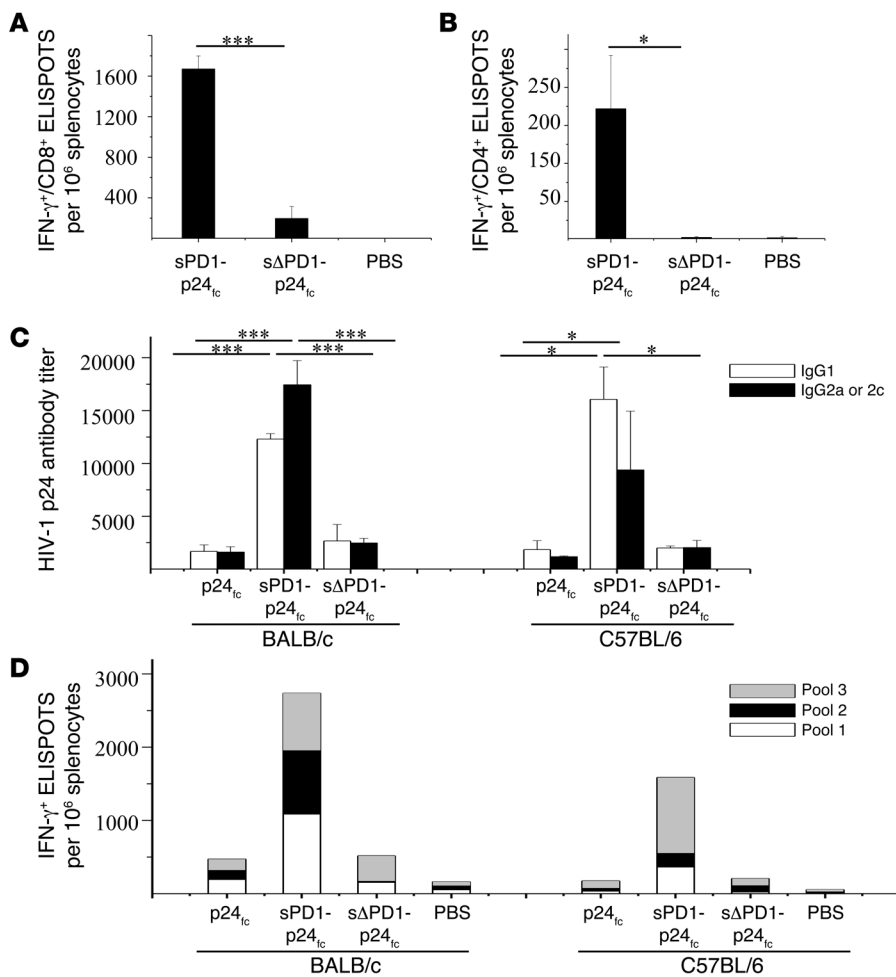 A
IFN-γ⁺/CD8⁺ ELISPOTS
per 10⁶ splenocytes
1600
1200
800
400
***
sPD1-
p24fc
sΔPD1-
p24fc
PBS
B
IFN-γ⁺/CD4⁺ ELISPOTS
per 10⁶ splenocytes
250
200
150
50
*
sPD1-
p24fc
sΔPD1-
p24fc
PBS
C
HIV-1 p24 antibody titer
20000
15000
10000
5000
*** ***
*** ***
*
* *
IgG1
IgG2a or 2c
p24fc
sPD1-
p24fc
sΔPD1-
p24fc
BALB/c
p24fc
sPD1-
p24fc
sΔPD1-
p24fc
C57BL/6
D
IFN-γ⁺ ELISPOTS
per 10⁶ splenocytes
3000
2000
1000
Pool 3
Pool 2
Pool 1
p24fc
sPD1-
p24fc
sΔPD1-
p24fc
PBS
BALB/c
p24fc
sPD1-
p24fc
sΔPD1-
p24fc
PBS
C57BL/6